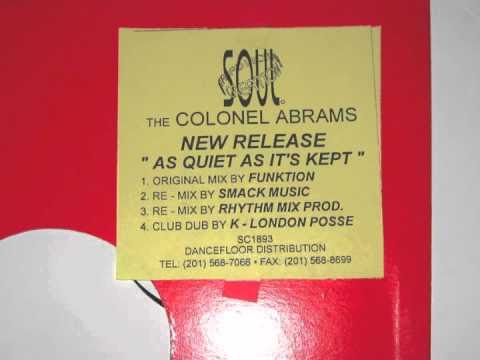 SOUL
THE COLONEL ABRAMS
NEW RELEASE
" AS QUIET AS IT'S KEPT "
1. ORIGINAL MIX BY FUNKTION
2. RE - MIX BY SMACK MUSIC
3. RE - MIX BY RHYTHM MIX PROD.
4. CLUB DUB BY K - LONDON POSSE
SC1893
DANCEFLOOR DISTRIBUTION
TEL: (201) 568-7066 • FAX: (201) 568-8699